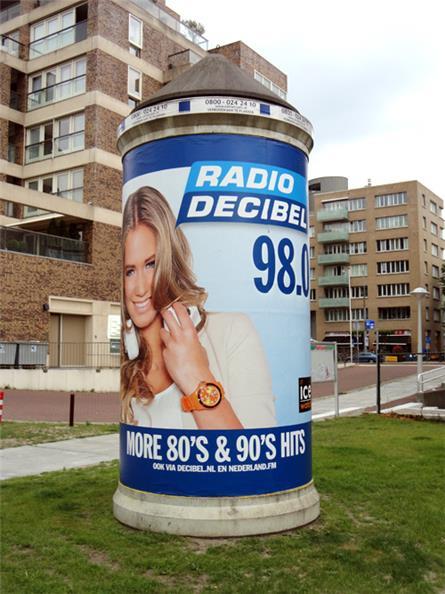 0800 - 024 24 10
RADIO
DECIBEL
98.0
ice
MORE 80'S & 90'S HITS
OOK VIA DECIBEL.NL EN NEDERLAND.FM